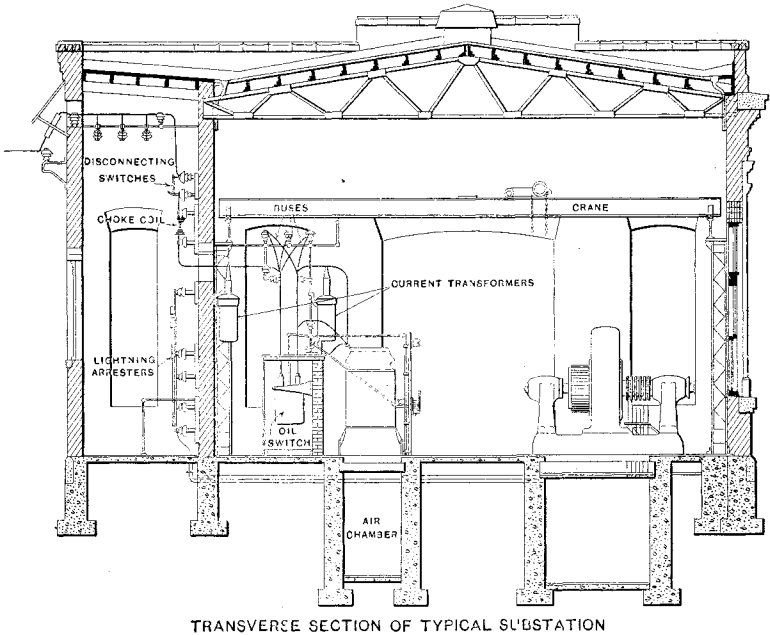 DISCONNECTING
SWITCHES
CHOKE COIL
BUSES
CRANE
CURRENT TRANSFORMERS
LIGHTNING
ARRESTERS
OIL
SWITCH
AIR
CHAMBER
TRANSVERSE SECTION OF TYPICAL SUBSTATION